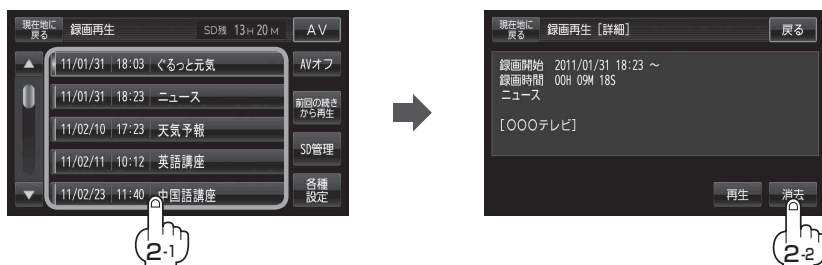 現在地に
戻る
録画再生
SD残 13H20M
AV
11/01/31 18:03 ぐるっと元気
AVオフ
11/01/31 18:23 ニュース
前回の続き
から再生
11/02/10 17:23 天気予報
SD管理
11/02/11 10:12 英語講座
11/02/23 11:40 中国語講座
各種
設定
2-1)
現在地に
戻る
録画再生 [詳細]
戻る
録画開始 2011/01/31 18:23 ～
録画時間 00H 09M 18S
ニュース
[○○○テレビ]
再生
消去
2-2